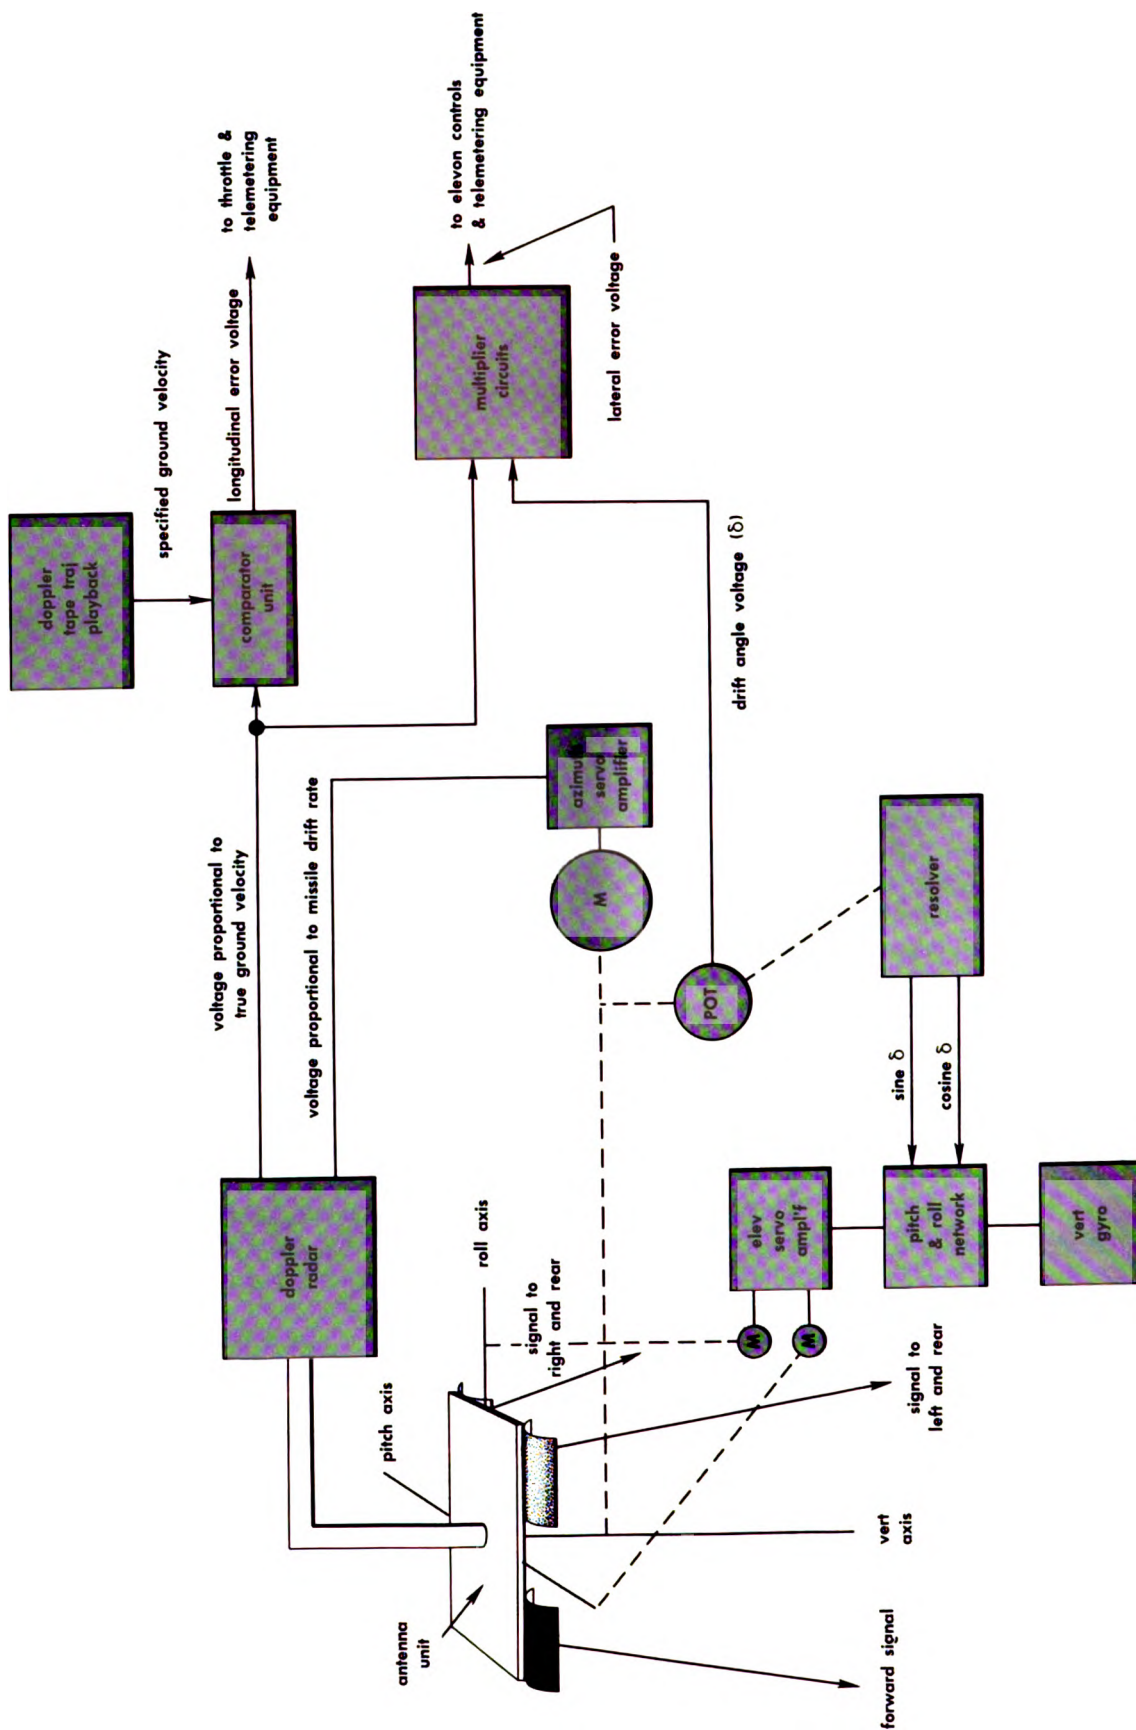 doppler
tape traj
playback
specified ground velocity
to throttle &
telemetering
equipment
longitudinal error voltage
comparator
unit
voltage proportional to
true ground velocity
doppler
radar
voltage proportional to missile drift rate
to elevon controls
& telemetering equipment
multiplier
circuits
lateral error voltage
pitch axis
antenna
unit
roll axis
signal to
right and rear
azimu
servo
amplifier
M
drift angle voltage (δ)
POT
resolver
sine δ
cosine δ
elev
servo
ampl'f
M
M
pitch
& roll
network
vert
gyro
signal to
left and rear
vert
axis
forward signal